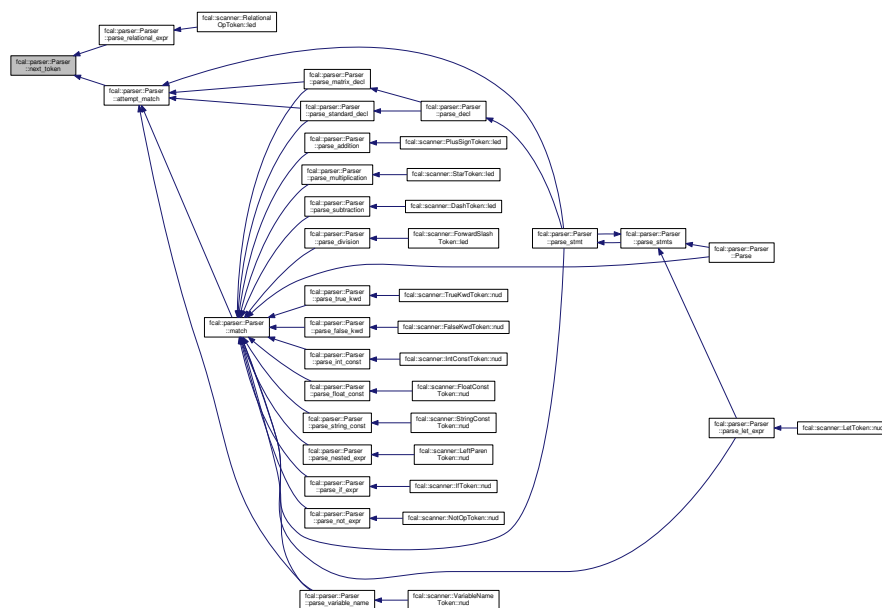 fcal::scanner::Relational
OpToken::led
fcal::parser::Parser
::parse_relational_expr
fcal::parser::Parser
::next_token
fcal::parser::Parser
::attempt_match
fcal::parser::Parser
::parse_matrix_decl
fcal::parser::Parser
::parse_standard_decl
fcal::parser::Parser
::parse_decl
fcal::parser::Parser
::parse_addition
fcal::scanner::PlusSignToken::led
fcal::parser::Parser
::parse_multiplication
fcal::scanner::StarToken::led
fcal::parser::Parser
::parse_subtraction
fcal::scanner::DashToken::led
fcal::parser::Parser
::parse_division
fcal::scanner::ForwardSlash
Token::led
fcal::parser::Parser
::parse_stmt
fcal::parser::Parser
::parse_stmts
fcal::parser::Parser
::Parse
fcal::parser::Parser
::parse_true_kwd
fcal::scanner::TrueKwdToken::nud
fcal::parser::Parser
::match
fcal::parser::Parser
::parse_false_kwd
fcal::scanner::FalseKwdToken::nud
fcal::parser::Parser
::parse_int_const
fcal::scanner::IntConstToken::nud
fcal::parser::Parser
::parse_float_const
fcal::scanner::FloatConst
Token::nud
fcal::parser::Parser
::parse_string_const
fcal::scanner::StringConst
Token::nud
fcal::parser::Parser
::parse_let_expr
fcal::scanner::LetToken::nud
fcal::parser::Parser
::parse_nested_expr
fcal::scanner::LeftParen
Token::nud
fcal::parser::Parser
::parse_if_expr
fcal::scanner::IfToken::nud
fcal::parser::Parser
::parse_not_expr
fcal::scanner::NotOpToken::nud
fcal::parser::Parser
::parse_variable_name
fcal::scanner::VariableName
Token::nud